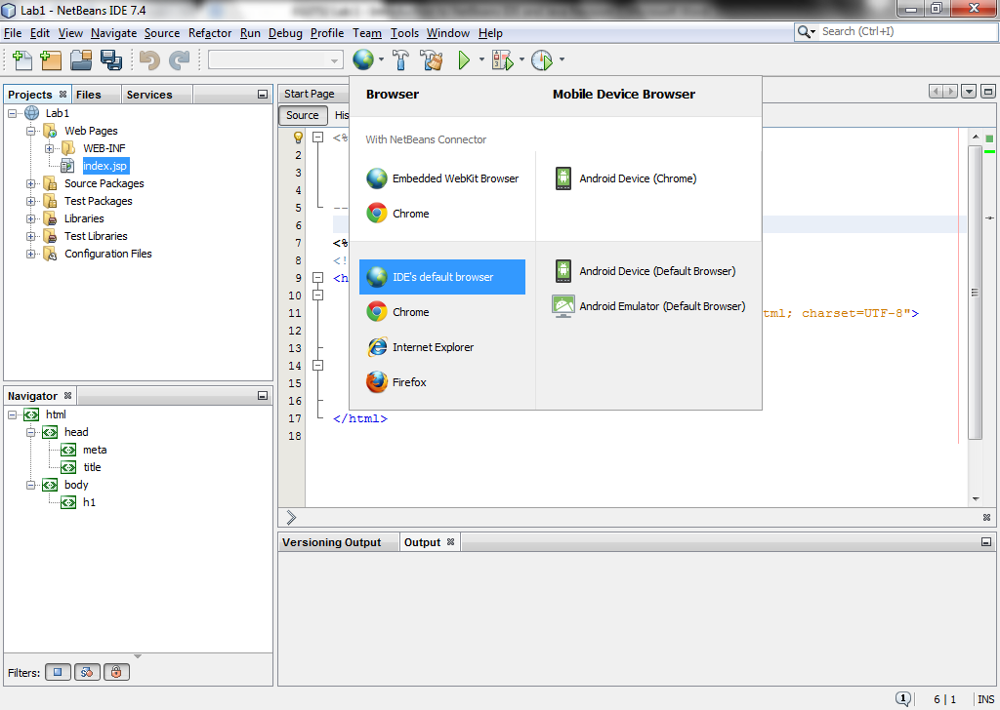 Lab1 - NetBeans IDE 7.4
File Edit View Navigate Source Refactor Run Debug Profile Team Tools Window Help
Search (Ctrl+I)
Projects Files Services
Lab1
Web Pages
WEB-INF
index.jsp
Source Packages
Test Packages
Libraries
Test Libraries
Configuration Files
Navigator
html
head
meta
title
body
h1
Filters:
Start Page
Source His
Browser Mobile Device Browser
With NetBeans Connector
Embedded WebKit Browser Android Device (Chrome)
Chrome
IDE's default browser Android Device (Default Browser)
Chrome Android Emulator (Default Browser)
Internet Explorer
Firefox
<%
2
3
4
5 --
6
7 <%
8 <!
9 <h
10
11 tml; charset=UTF-8">
12
13
14
15
16
17 </html>
18
Versioning Output Output
1 6 | 1 INS